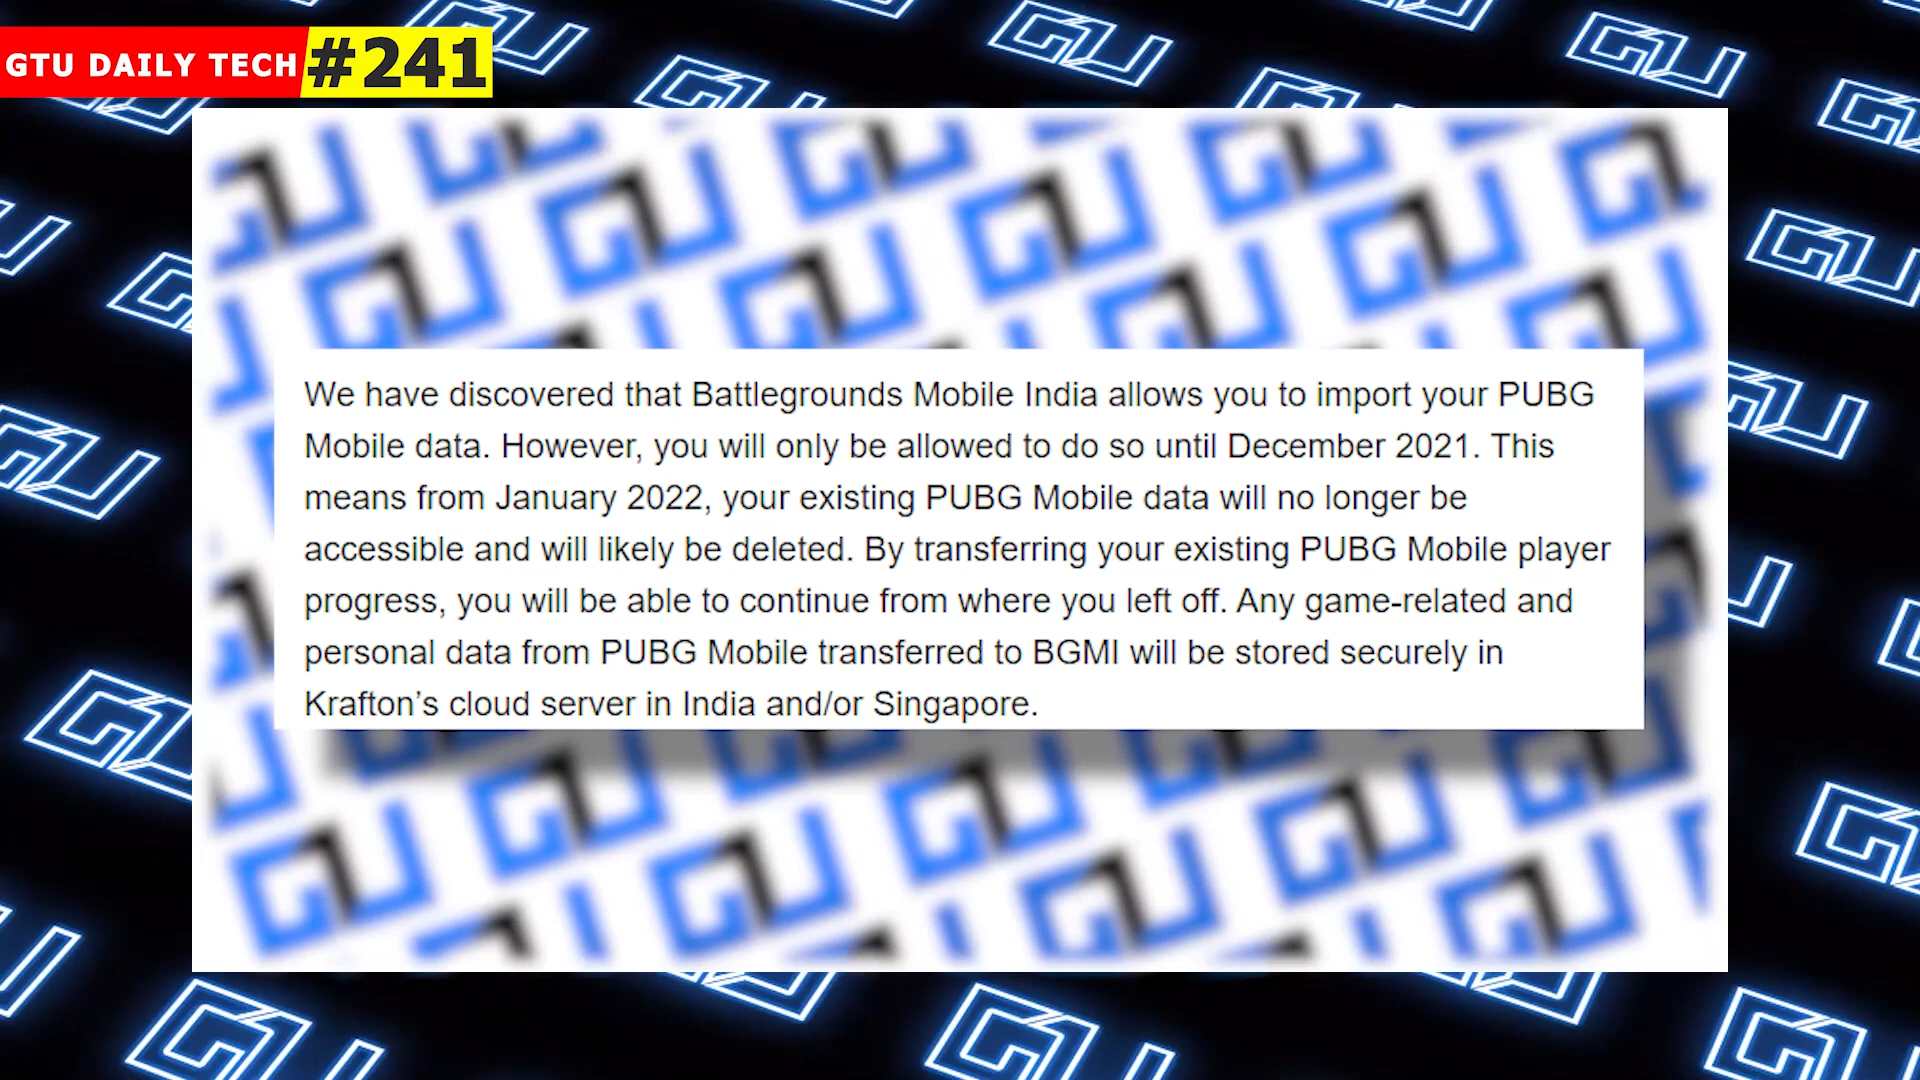 GTU DAILY TECH #241
We have discovered that Battlegrounds Mobile India allows you to import your PUBG
Mobile data. However, you will only be allowed to do so until December 2021. This
means from January 2022, your existing PUBG Mobile data will no longer be
accessible and will likely be deleted. By transferring your existing PUBG Mobile player
progress, you will be able to continue from where you left off. Any game-related and
personal data from PUBG Mobile transferred to BGMI will be stored securely in
Krafton’s cloud server in India and/or Singapore.